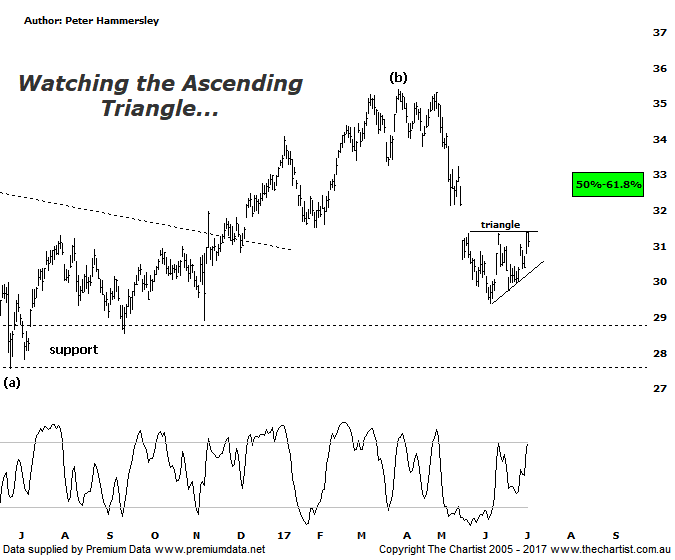 Author: Peter Hammersley
Watching the Ascending
Triangle...
37
36
(b)
35
34
33
50%-61.8%
32
triangle
31
30
29
support
28
(a)
27
J A S O N D 17 F M A M J J A S
Data supplied by Premium Data www.premiumdata.net
Copyright The Chartist 2005 - 2017 www.thechartist.com.au